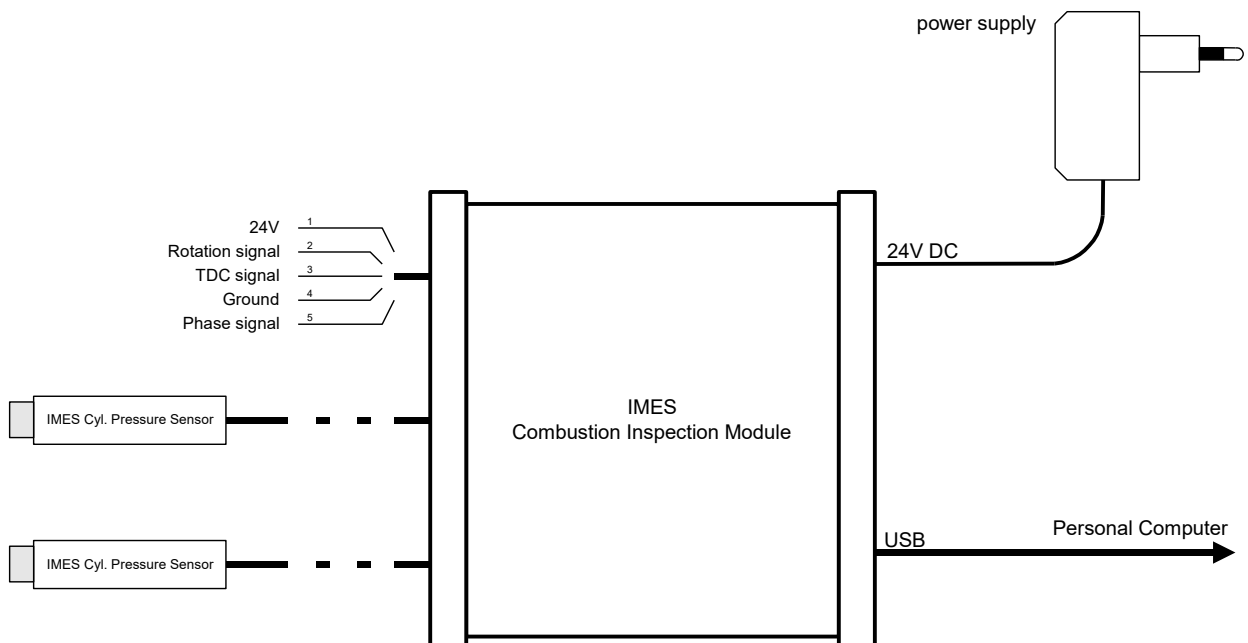 power supply
24V 1
Rotation signal 2
TDC signal 3
Ground 4
Phase signal 5
24V DC
IMES Cyl. Pressure Sensor
IMES
Combustion Inspection Module
IMES Cyl. Pressure Sensor
USB
Personal Computer